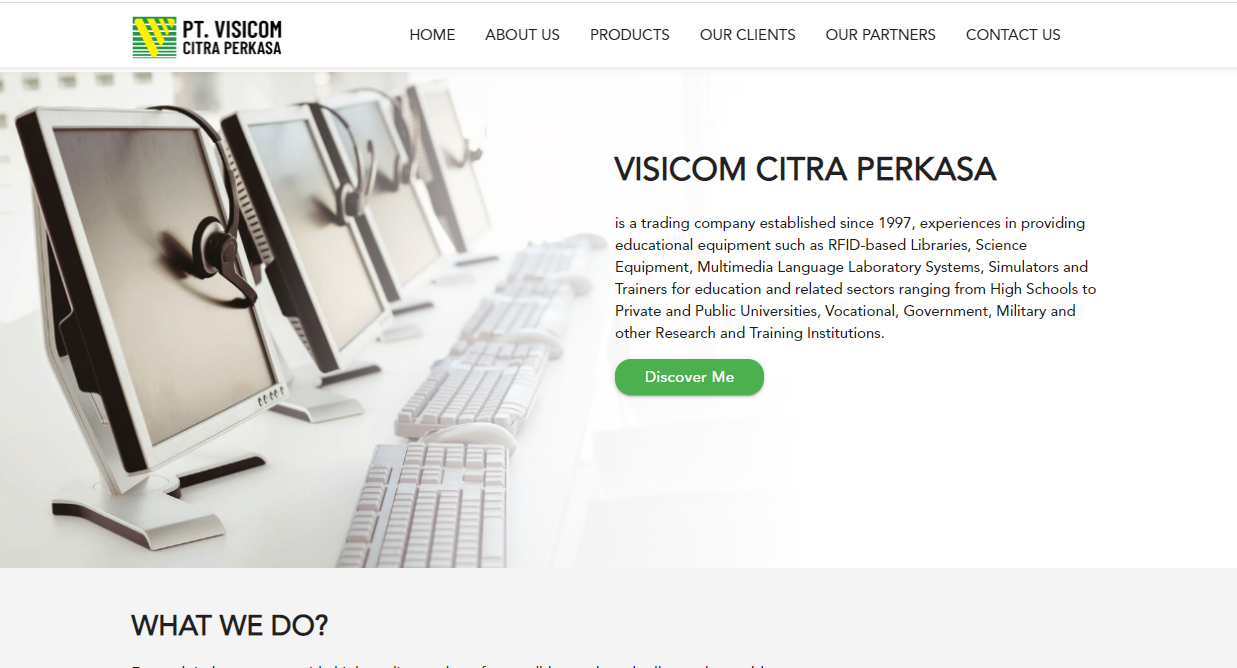 PT. VISICOM
CITRA PERKASA
HOME ABOUT US PRODUCTS OUR CLIENTS OUR PARTNERS CONTACT US
VISICOM CITRA PERKASA
is a trading company established since 1997, experiences in providing
educational equipment such as RFID-based Libraries, Science
Equipment, Multimedia Language Laboratory Systems, Simulators and
Trainers for education and related sectors ranging from High Schools to
Private and Public Universities, Vocational, Government, Military and
other Research and Training Institutions.
Discover Me
WHAT WE DO?